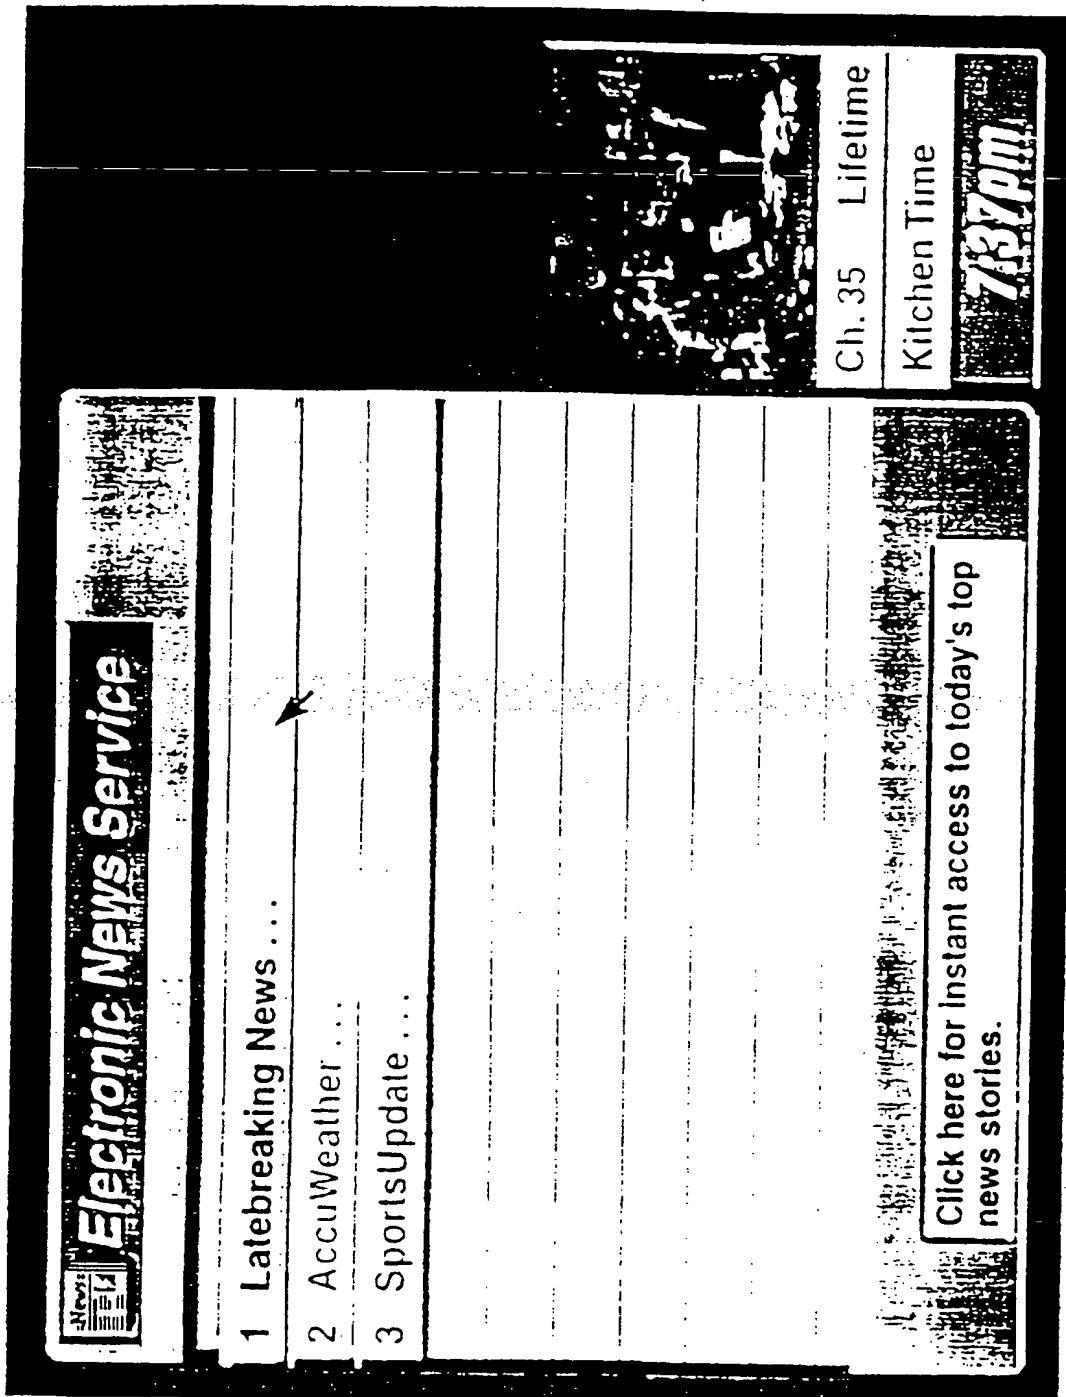 News
Electronic News Service
1 Latebreaking News...
2 AccuWeather...
3 SportsUpdate...
Click here for instant access to today's top
news stories.
Ch. 35 Lifetime
Kitchen Time
7:37pm